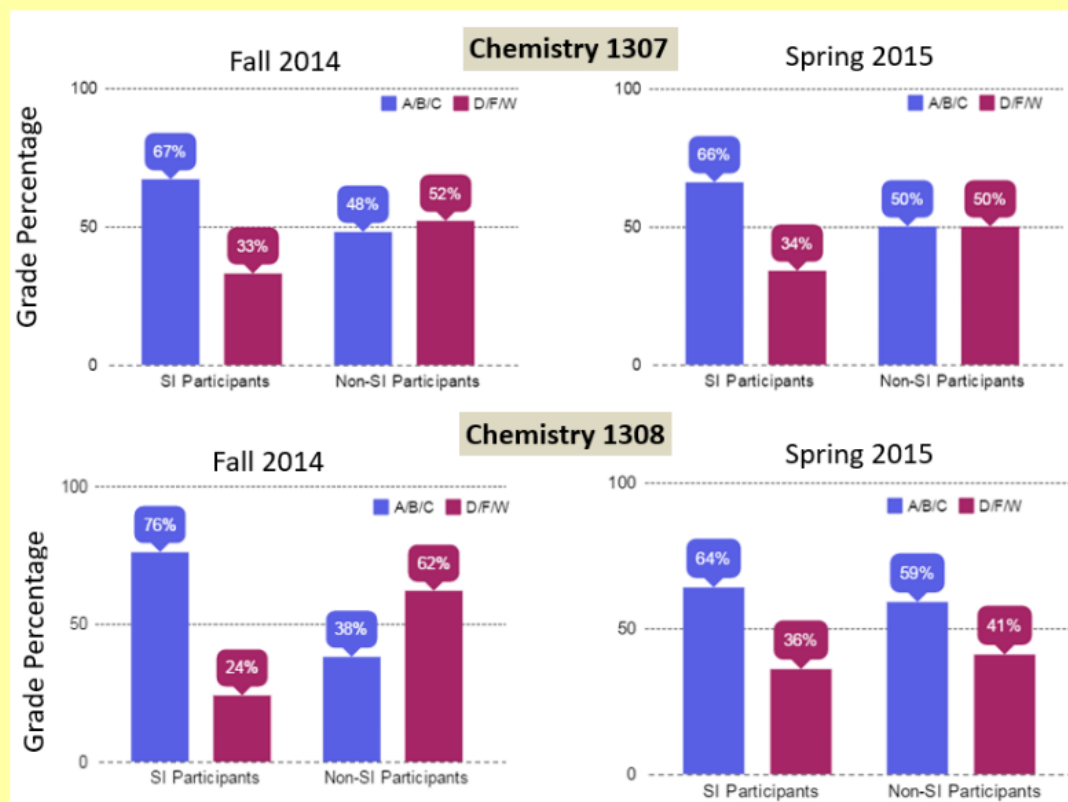 Chemistry 1307
Fall 2014
Spring 2015
Grade Percentage
100
A/B/C D/F/W
67%
48%
52%
50
33%
0
SI Participants Non-SI Participants
100
A/B/C D/F/W
66%
50% 50%
50
34%
0
SI Participants Non-SI Participants
Chemistry 1308
Fall 2014
Spring 2015
Grade Percentage
100
A/B/C D/F/W
76%
62%
50
38%
24%
0
SI Participants Non-SI Participants
100
A/B/C D/F/W
64%
59%
50
36%
41%
0
SI Participants Non-SI Participants